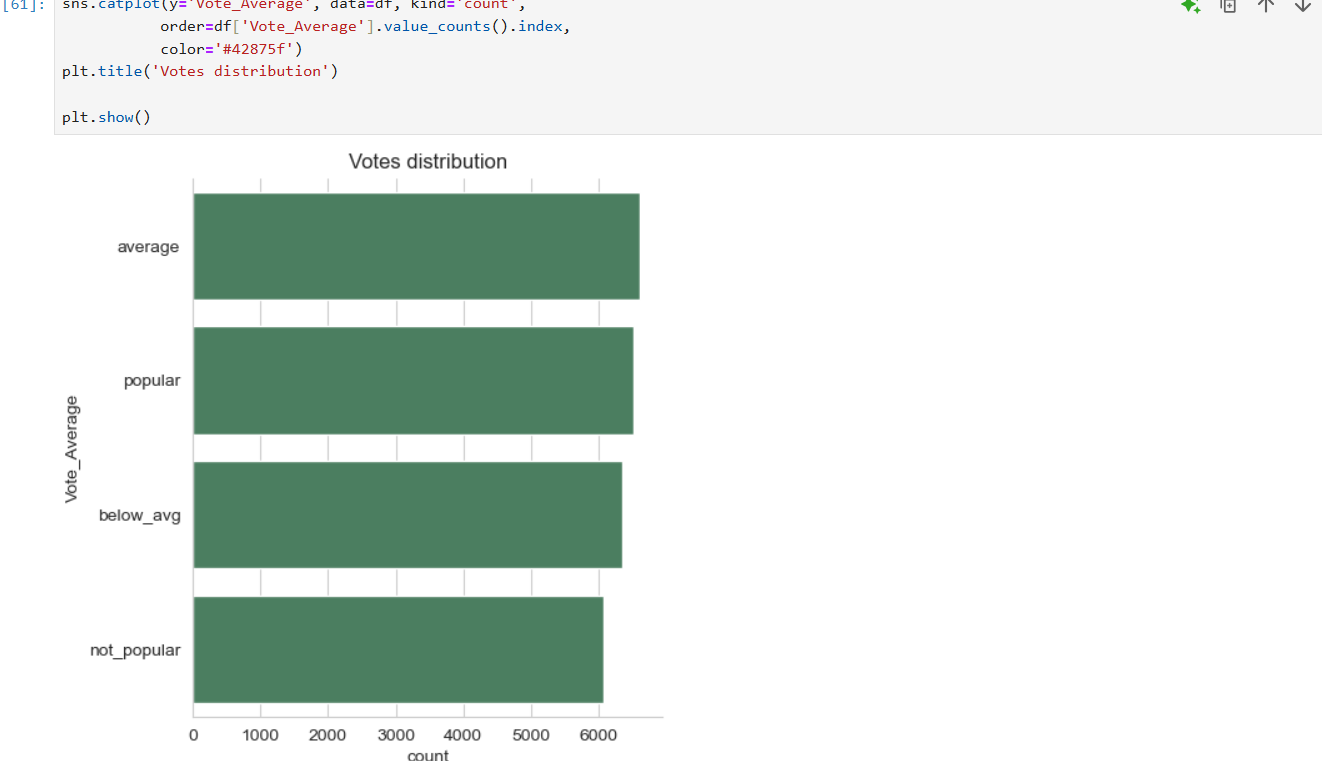 [61]: sns.catplot(y='Vote_Average', data=df, kind='count',
order=df['Vote_Average'].value_counts().index,
color='#42875f')
plt.title('Votes distribution')
plt.show()
Votes distribution
average
popular
below_avg
not_popular
Vote_Average
0 1000 2000 3000 4000 5000 6000
count